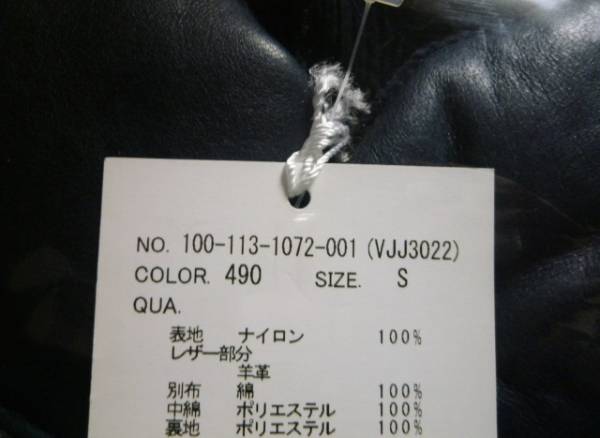 NO. 100-113-1072-001 (VJJ3022)
COLOR. 490 SIZE. S
QUA.
表地 ナイロン 100%
レザー部分
羊革
別布 綿 100%
中綿 ポリエステル 100%
裏地 ポリエステル 100%